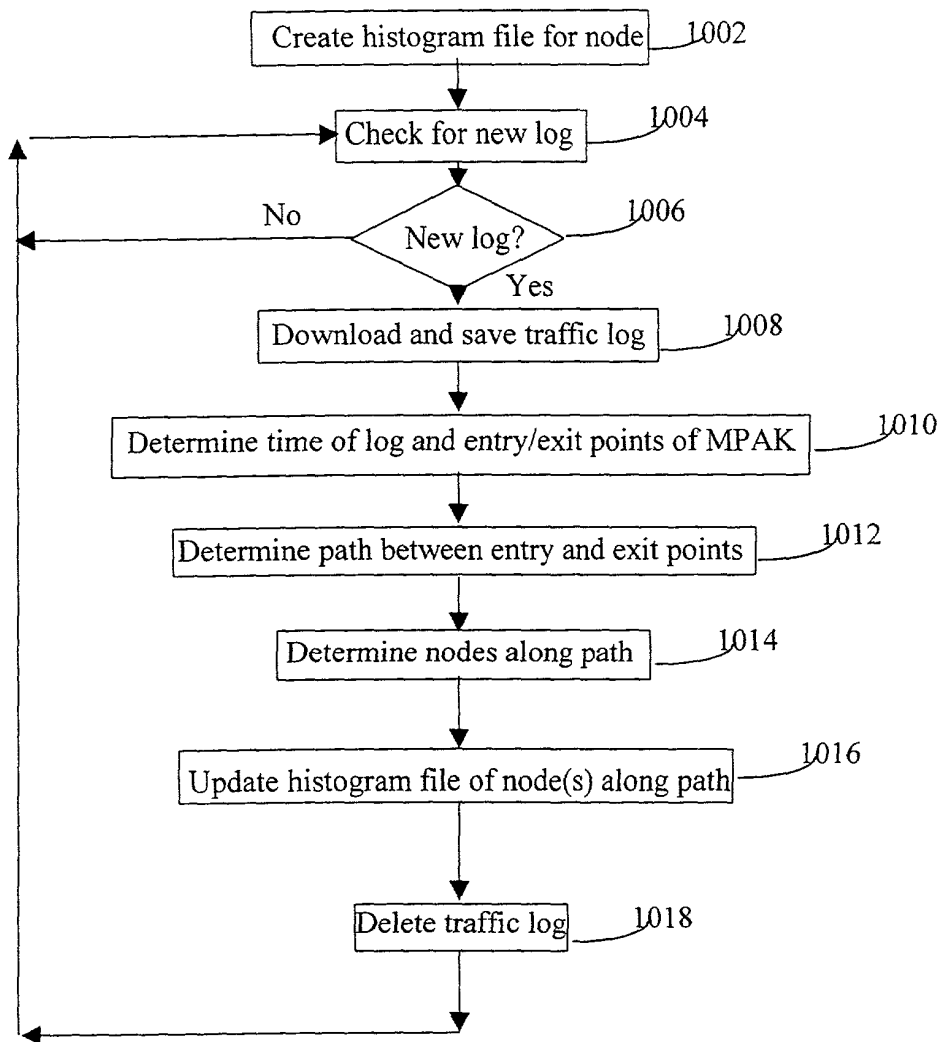 Create histogram file for node
1002
Check for new log
1004
No
New log?
1006
Yes
Download and save traffic log
1008
Determine time of log and entry/exit points of MPAK
1010
Determine path between entry and exit points
1012
Determine nodes along path
1014
Update histogram file of node(s) along path
1016
Delete traffic log
1018